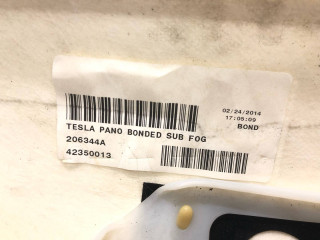 02/24/2014
17:05:09
BOND
TESLA PANO BONDED SUB FOG
206344A
42350013